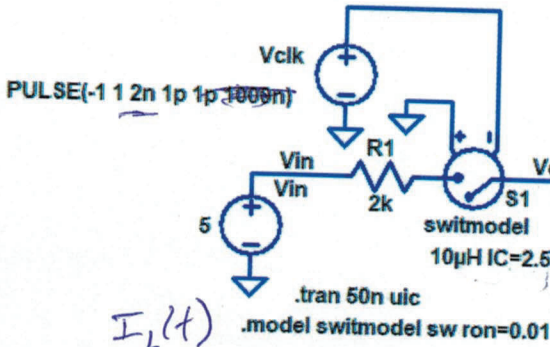 Vclk
PULSE(-1 1 2n 1p 1p 1000n)
Vin
R1
Vin
2k
S1
5
switmodel
10µH IC=2.5
.tran 50n uic
I_L(t)
.model switmodel sw ron=0.01